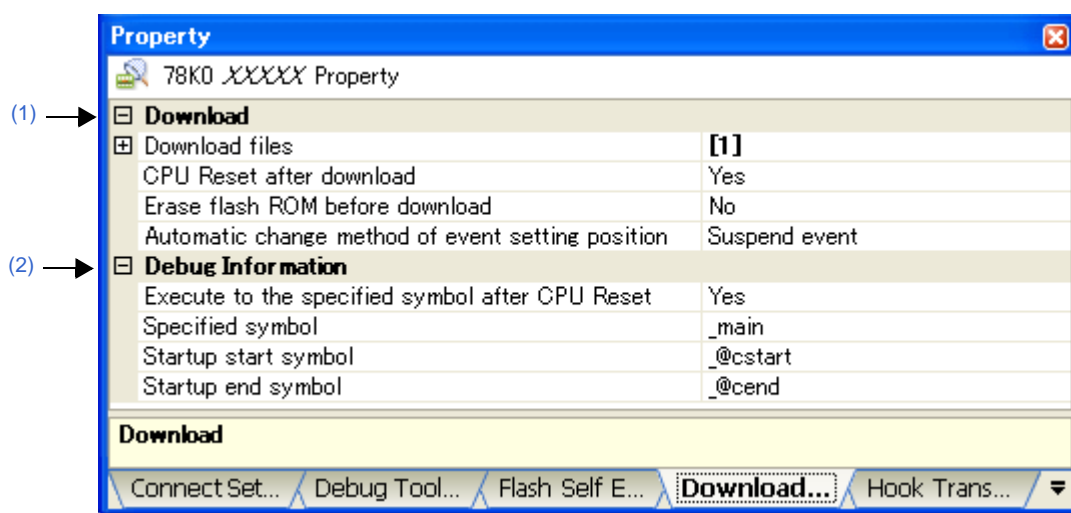 Property
78K0 XXXXX Property
(1)
Download
Download files [1]
CPU Reset after download Yes
Erase flash ROM before download No
Automatic change method of event setting position Suspend event
(2)
Debug Information
Execute to the specified symbol after CPU Reset Yes
Specified symbol _main
Startup start symbol _@cstart
Startup end symbol _@cend
Download
Connect Set... Debug Tool... Flash Self E... Download... Hook Trans...